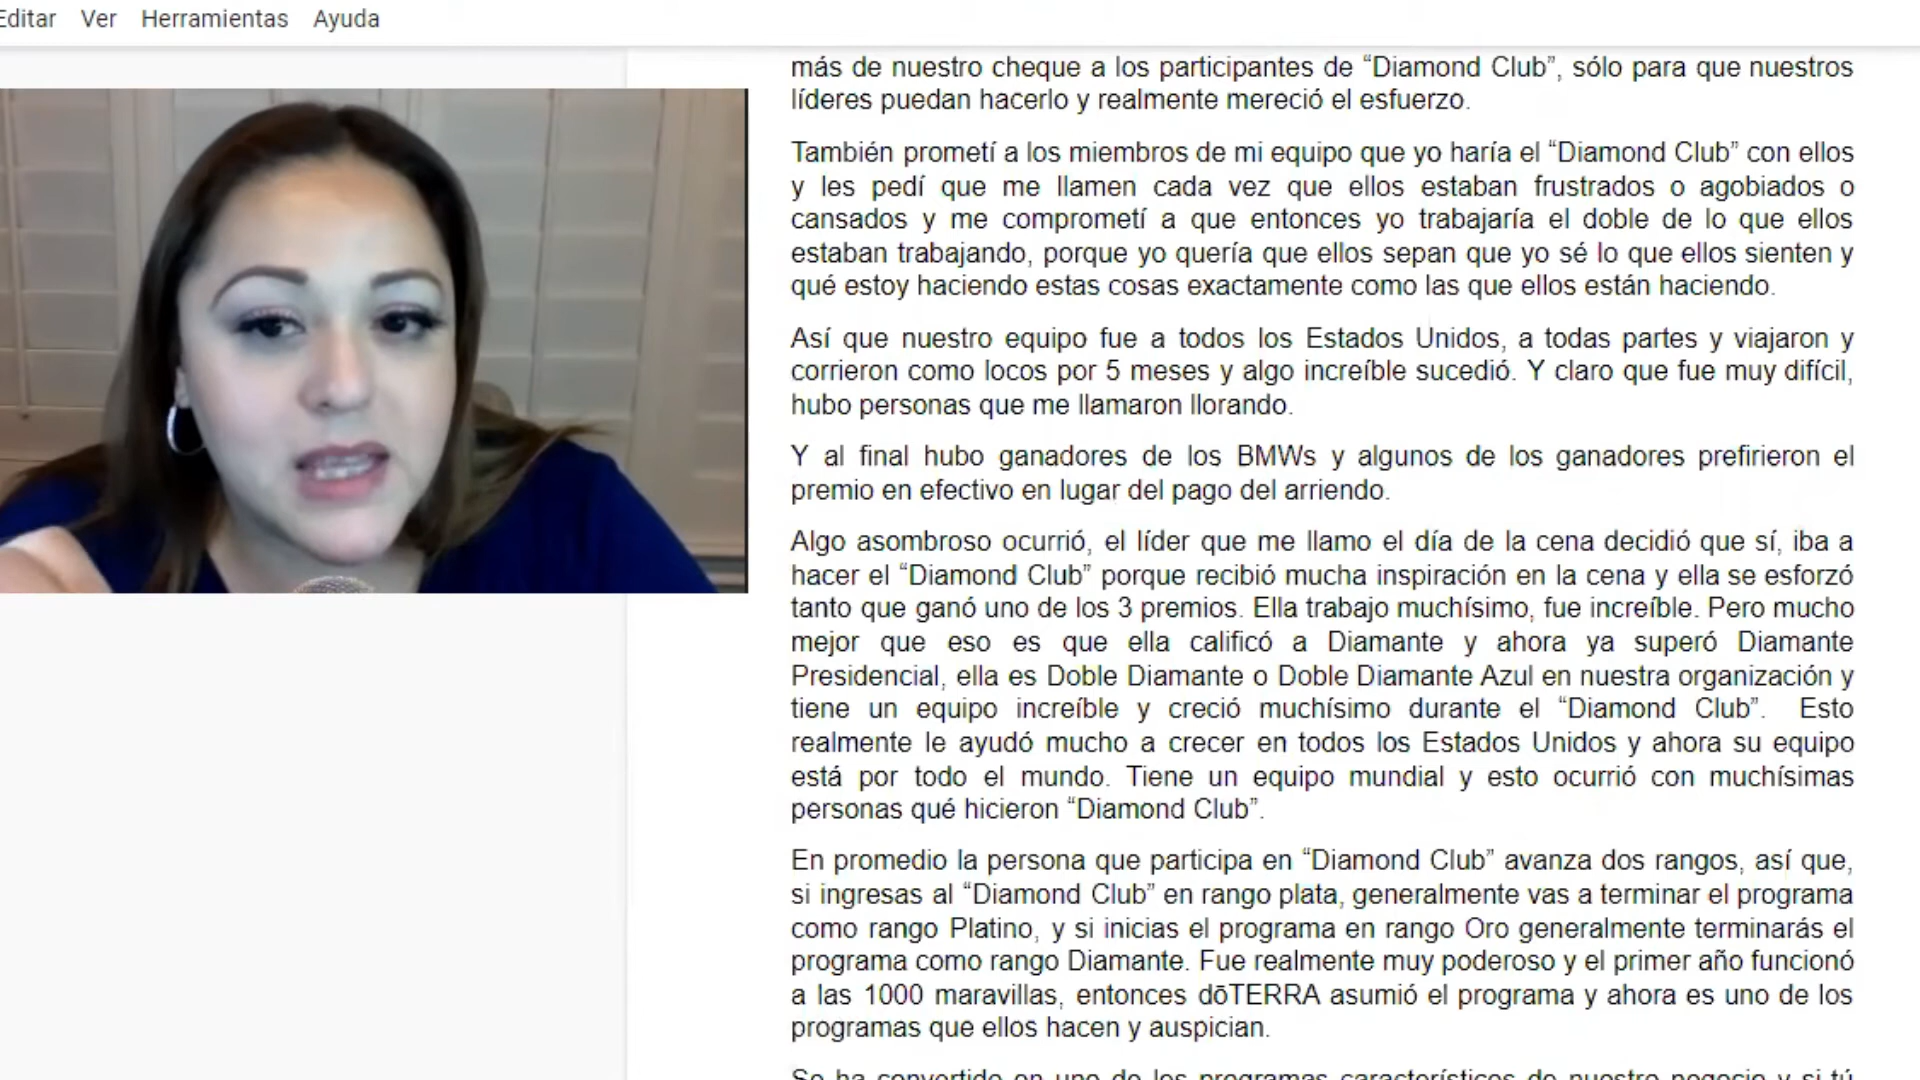 Editar Ver Herramientas Ayuda
más de nuestro cheque a los participantes de “Diamond Club”, sólo para que nuestros
líderes puedan hacerlo y realmente mereció el esfuerzo.
También prometí a los miembros de mi equipo que yo haría el “Diamond Club” con ellos
y les pedí que me llamen cada vez que ellos estaban frustrados o agobiados o
cansados y me comprometí a que entonces yo trabajaría el doble de lo que ellos
estaban trabajando, porque yo quería que ellos sepan que yo sé lo que ellos sienten y
qué estoy haciendo estas cosas exactamente como las que ellos están haciendo.
Así que nuestro equipo fue a todos los Estados Unidos, a todas partes y viajaron y
corrieron como locos por 5 meses y algo increíble sucedió. Y claro que fue muy difícil,
hubo personas que me llamaron llorando.
Y al final hubo ganadores de los BMWs y algunos de los ganadores prefirieron el
premio en efectivo en lugar del pago del arriendo.
Algo asombroso ocurrió, el líder que me llamo el día de la cena decidió que sí, iba a
hacer el “Diamond Club” porque recibió mucha inspiración en la cena y ella se esforzó
tanto que ganó uno de los 3 premios. Ella trabajo muchísimo, fue increíble. Pero mucho
mejor que eso es que ella calificó a Diamante y ahora ya superó Diamante
Presidencial, ella es Doble Diamante o Doble Diamante Azul en nuestra organización y
tiene un equipo increíble y creció muchísimo durante el “Diamond Club”. Esto
realmente le ayudó mucho a crecer en todos los Estados Unidos y ahora su equipo
está por todo el mundo. Tiene un equipo mundial y esto ocurrió con muchísimas
personas qué hicieron “Diamond Club”.
En promedio la persona que participa en “Diamond Club” avanza dos rangos, así que,
si ingresas al “Diamond Club” en rango plata, generalmente vas a terminar el programa
como rango Platino, y si inicias el programa en rango Oro generalmente terminarás el
programa como rango Diamante. Fue realmente muy poderoso y el primer año funcionó
a las 1000 maravillas, entonces dōTERRA asumió el programa y ahora es uno de los
programas que ellos hacen y auspician.
Se ha convertido en uno de los programas característicos de nuestro negocio y si tú